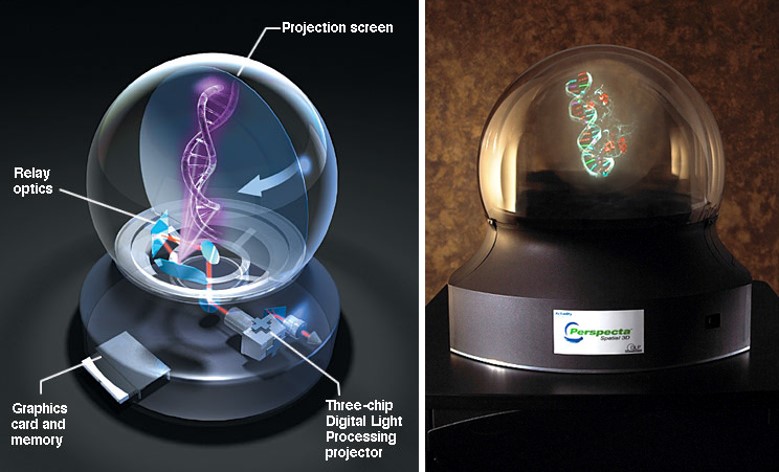 Projection screen
Relay
optics
Graphics
card and
memory
Three-chip
Digital Light
Processing
projector
Perspecta
Spatial 3D